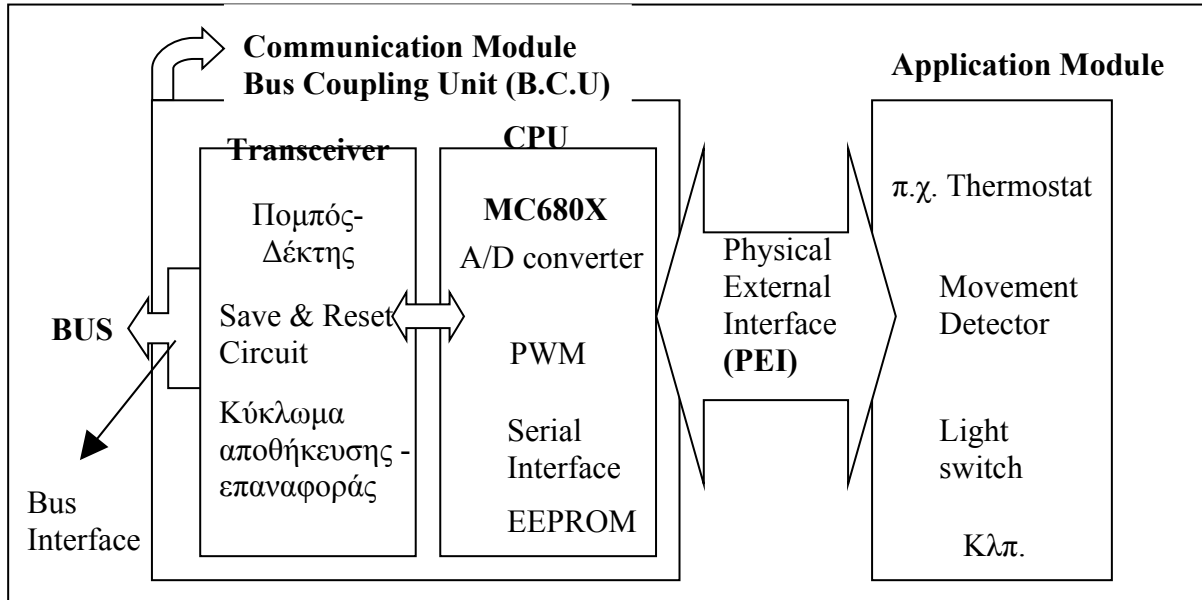 Communication Module
Bus Coupling Unit (B.C.U)
Application Module
Transceiver
CPU
BUS
Bus
Interface
Πομπός-
Δέκτης
Save & Reset
Circuit
Κύκλωμα
αποθήκευσης -
επαναφοράς
MC680X
A/D converter
PWM
Serial
Interface
EEPROM
Physical
External
Interface
(PEI)
π.χ. Thermostat
Movement
Detector
Light
switch
Κλπ.